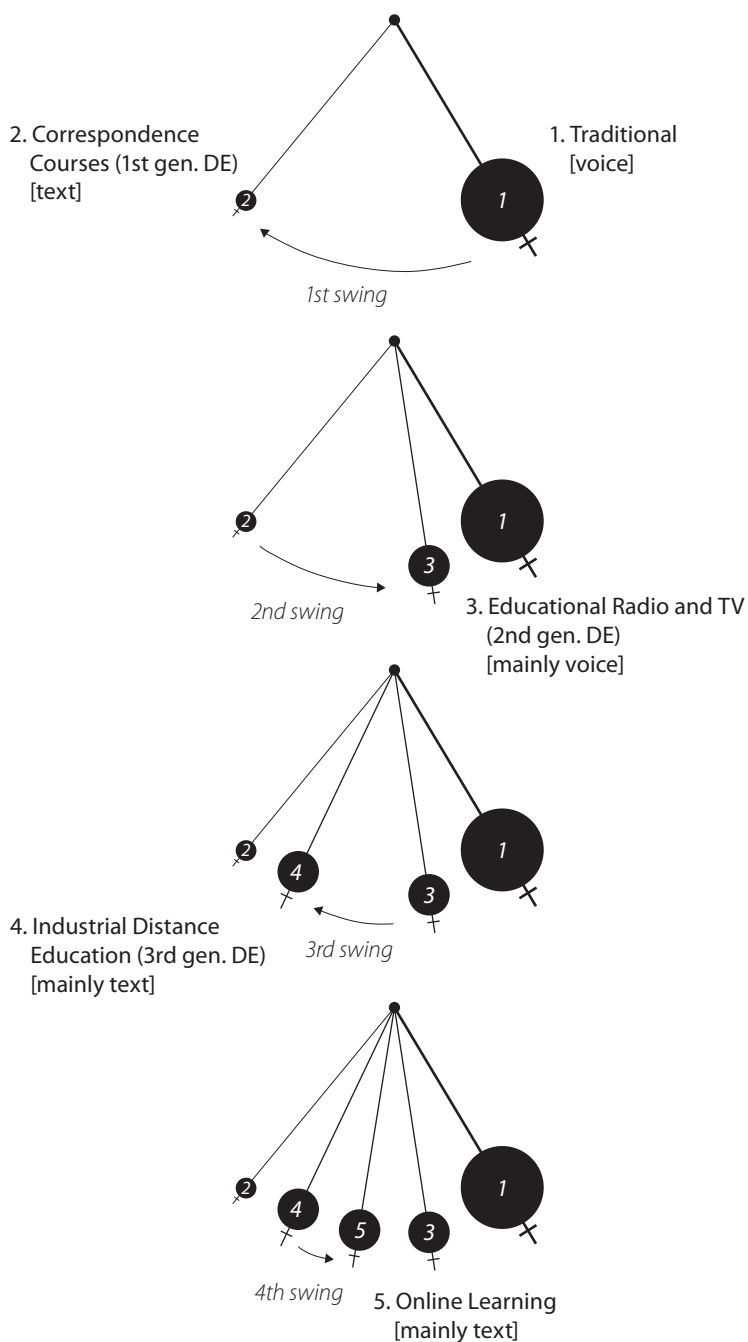 2. Correspondence
Courses (1st gen. DE)
[text]
1. Traditional
[voice]
2
1
1st swing
2
1
3
2nd swing
3. Educational Radio and TV
(2nd gen. DE)
[mainly voice]
2
4
3
1
4. Industrial Distance
Education (3rd gen. DE)
[mainly text]
3rd swing
2
4
5
3
1
4th swing
5. Online Learning
[mainly text]